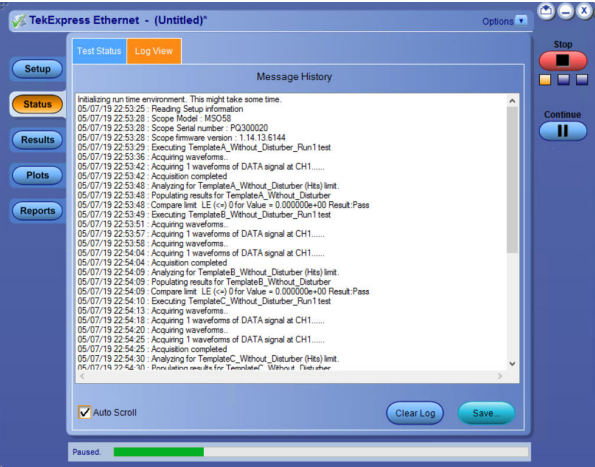 TekExpress Ethernet - (Untitled)*
Options
Stop
Setup
Test Status
Log View
Message History
Status
Continue
Results
Plots
Reports
Initializing run time environment. This might take some time.
05/07/19 22:53:25 : Reading Setup information
05/07/19 22:53:28 : Scope Model : MSO58
05/07/19 22:53:28 : Scope Serial number : PQ300020
05/07/19 22:53:28 : Scope firmware version : 1.14.13.6144
05/07/19 22:53:29 : Executing TemplateA_Without_Disturber_Run1 test
05/07/19 22:53:36 : Acquiring waveforms..
05/07/19 22:53:42 : Acquiring 1 waveforms of DATA signal at CH1......
05/07/19 22:53:42 : Acquisition completed
05/07/19 22:53:48 : Analyzing for TemplateA_Without_Disturber (Hits) limit.
05/07/19 22:53:48 : Populating results for TemplateA_Without_Disturber
05/07/19 22:53:48 : Compare limit LE (<=) 0 for Value = 0.000000e+00 Result:Pass
05/07/19 22:53:49 : Executing TemplateB_Without_Disturber_Run1 test
05/07/19 22:53:51 : Acquiring waveforms..
05/07/19 22:53:57 : Acquiring 1 waveforms of DATA signal at CH1......
05/07/19 22:53:58 : Acquiring waveforms..
05/07/19 22:54:04 : Acquiring 1 waveforms of DATA signal at CH1......
05/07/19 22:54:04 : Acquisition completed
05/07/19 22:54:09 : Analyzing for TemplateB_Without_Disturber (Hits) limit.
05/07/19 22:54:09 : Populating results for TemplateB_Without_Disturber
05/07/19 22:54:09 : Compare limit LE (<=) 0 for Value = 0.000000e+00 Result:Pass
05/07/19 22:54:10 : Executing TemplateC_Without_Disturber_Run1 test
05/07/19 22:54:13 : Acquiring waveforms..
05/07/19 22:54:18 : Acquiring 1 waveforms of DATA signal at CH1......
05/07/19 22:54:20 : Acquiring waveforms..
05/07/19 22:54:25 : Acquiring 1 waveforms of DATA signal at CH1......
05/07/19 22:54:25 : Acquisition completed
05/07/19 22:54:30 : Analyzing for TemplateC_Without_Disturber (Hits) limit.
05/07/19 22:54:30 : Populating results for TemplateC_Without_Disturber
Auto Scroll
Clear Log
Save...
Paused.